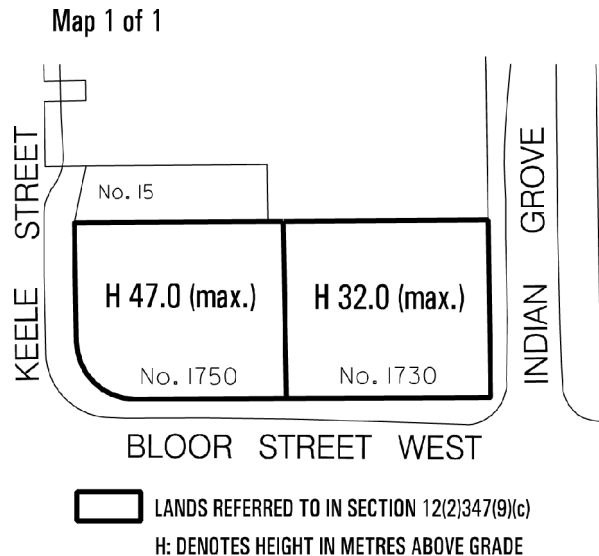 Map 1 of 1
KEELE STREET
No. 15
INDIAN GROVE
H 47.0 (max.)
H 32.0 (max.)
No. 1750
No. 1730
BLOOR STREET WEST
LANDS REFERRED TO IN SECTION 12(2)347(9)(c)
H: DENOTES HEIGHT IN METRES ABOVE GRADE